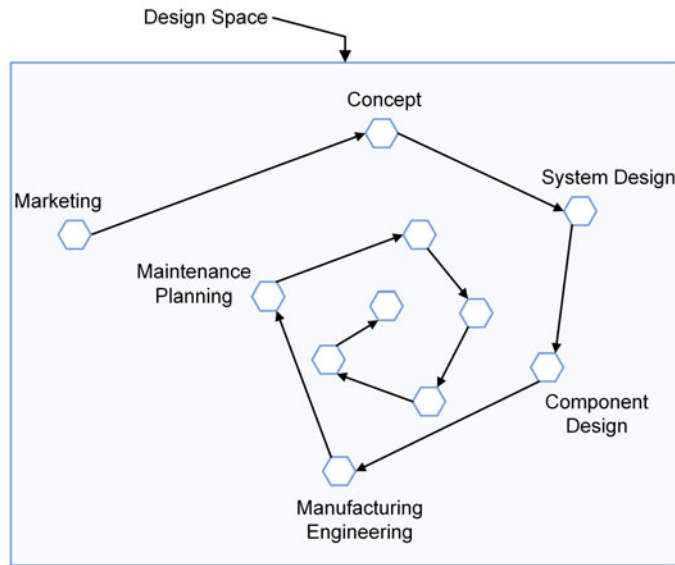 Design Space
Concept
Marketing
System Design
Maintenance
Planning
Component
Design
Manufacturing
Engineering